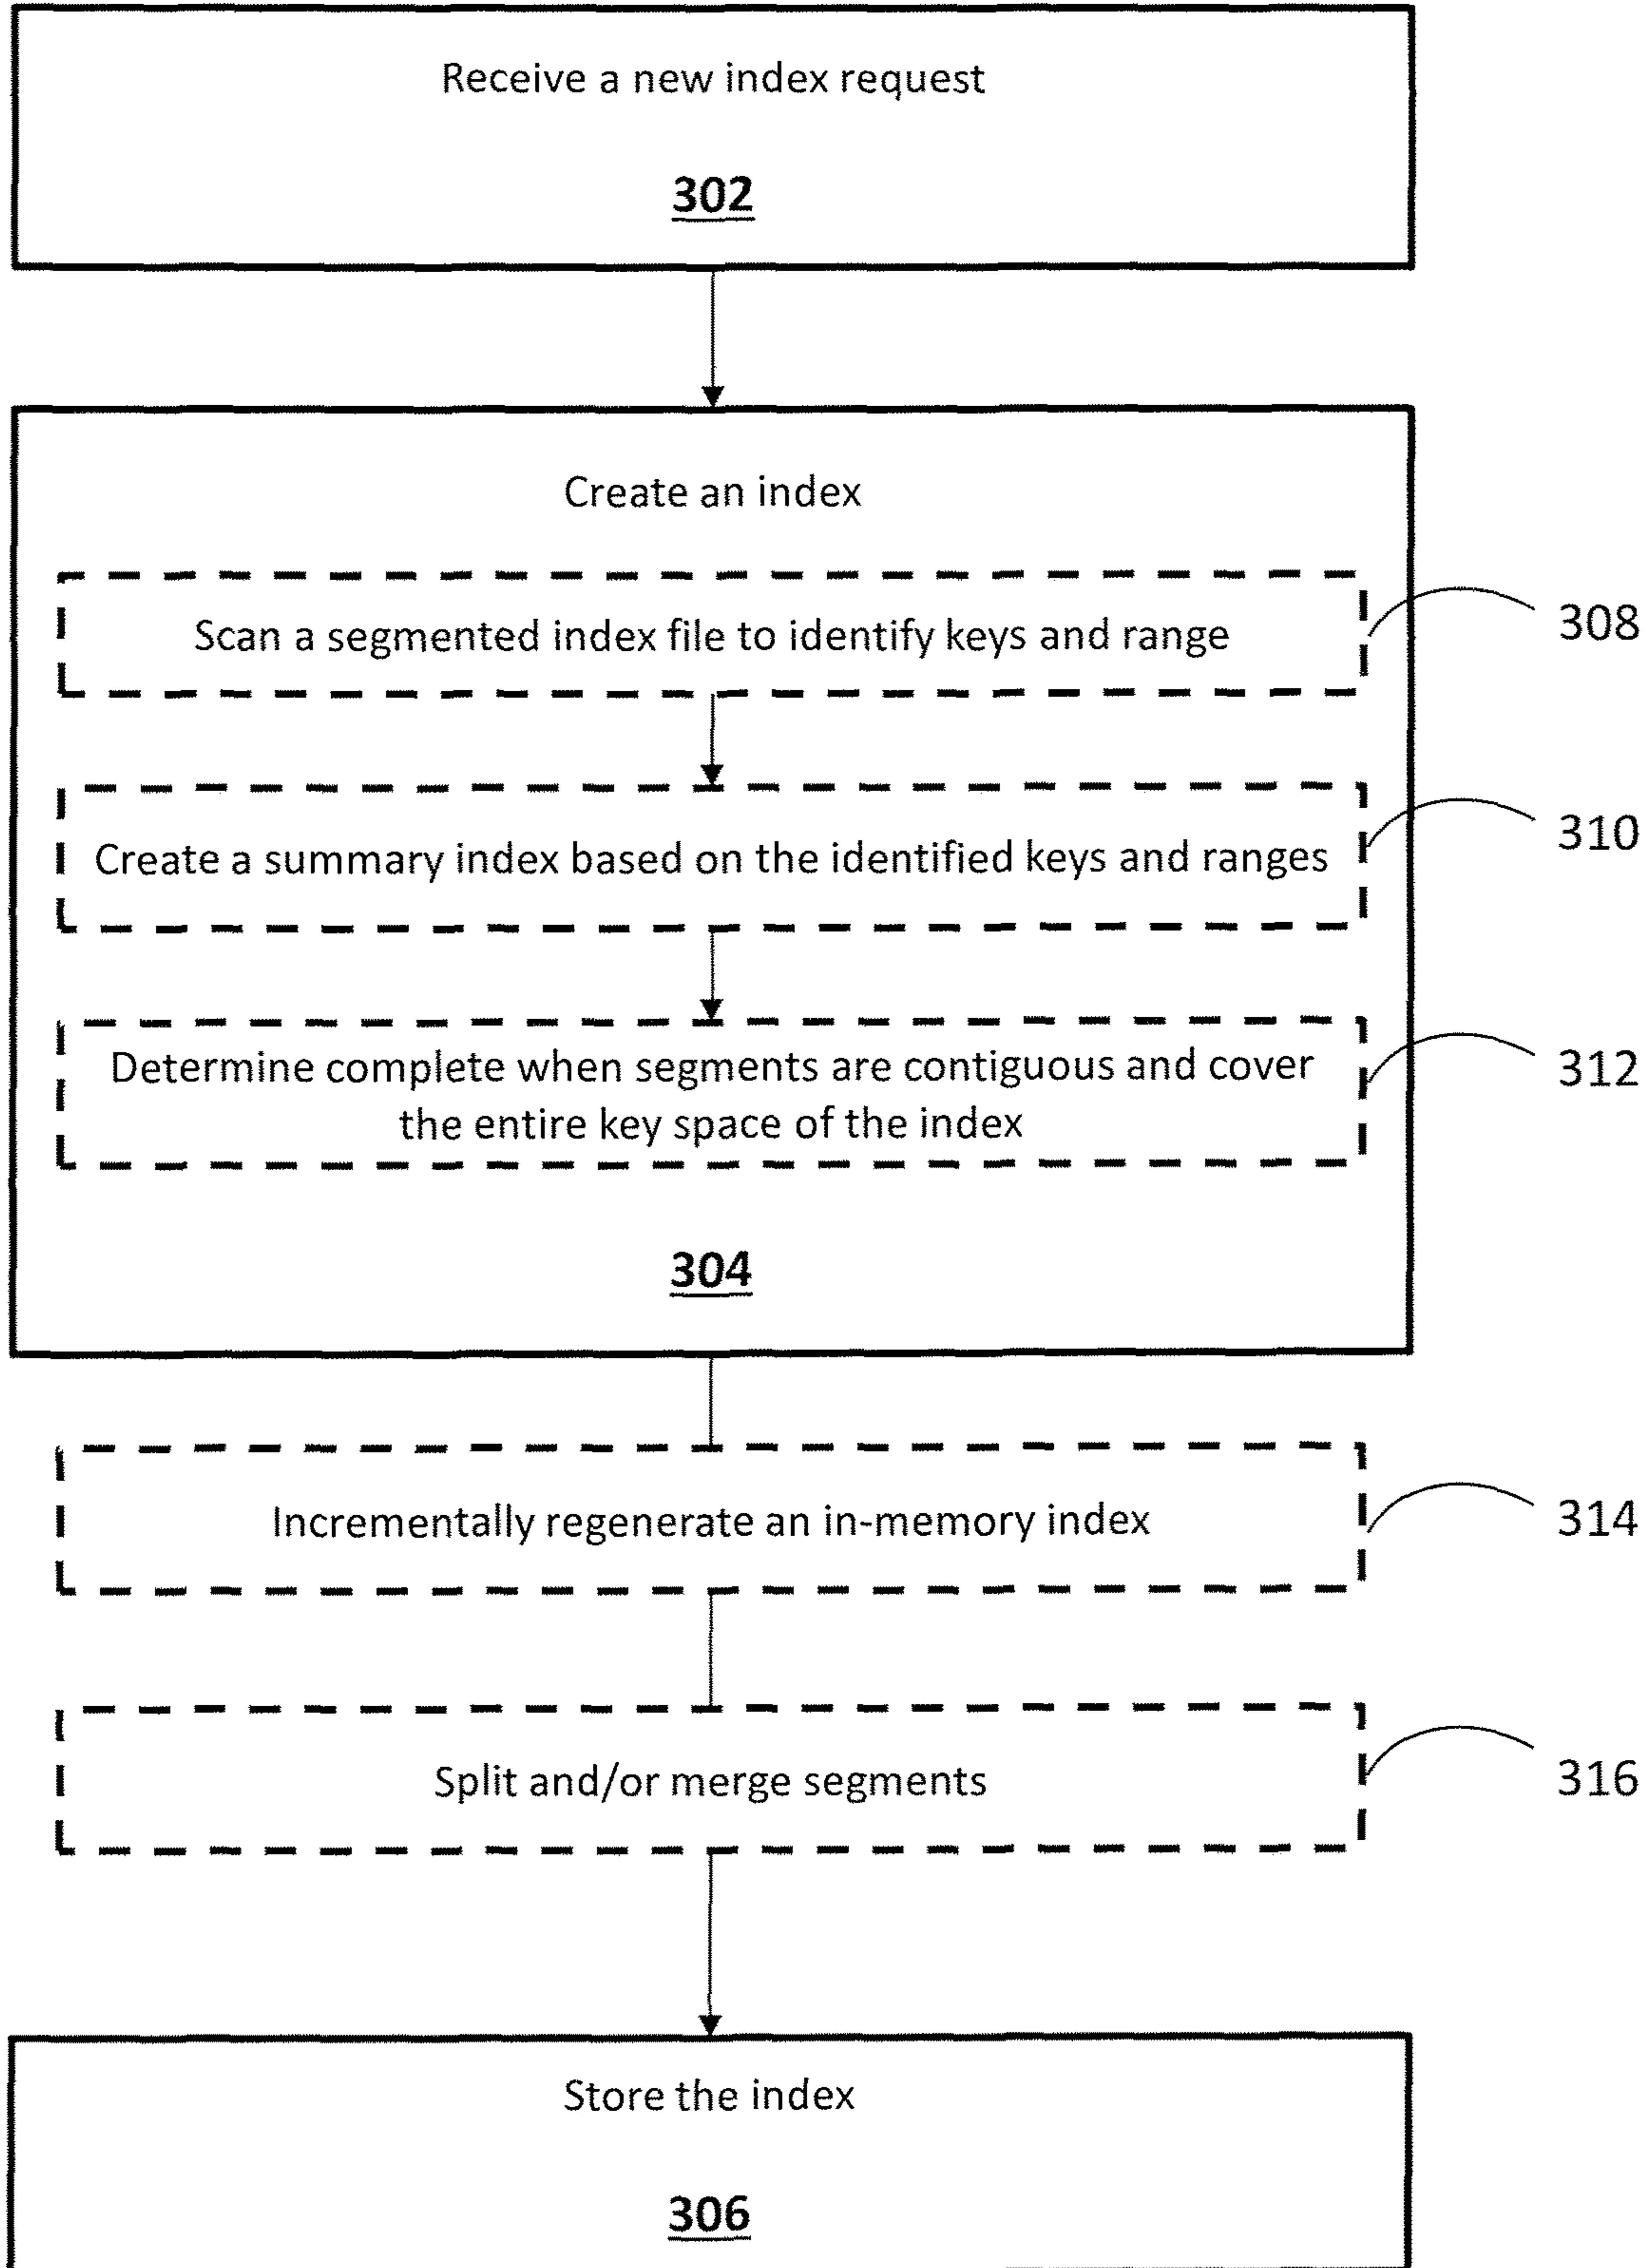 Receive a new index request
302
Create an index
Scan a segmented index file to identify keys and range
308
Create a summary index based on the identified keys and ranges
310
Determine complete when segments are contiguous and cover
the entire key space of the index
312
304
Incrementally regenerate an in-memory index
314
Split and/or merge segments
316
Store the index
306